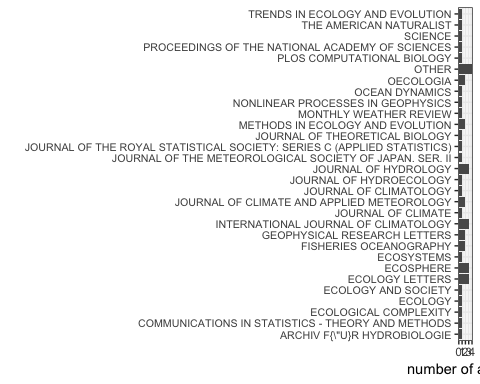 TRENDS IN ECOLOGY AND EVOLUTION
THE AMERICAN NATURALIST
SCIENCE
PROCEEDINGS OF THE NATIONAL ACADEMY OF SCIENCES
PLOS COMPUTATIONAL BIOLOGY
OTHER
OECOLOGIA
OCEAN DYNAMICS
NONLINEAR PROCESSES IN GEOPHYSICS
MONTHLY WEATHER REVIEW
METHODS IN ECOLOGY AND EVOLUTION
JOURNAL OF THEORETICAL BIOLOGY
JOURNAL OF THE ROYAL STATISTICAL SOCIETY: SERIES C (APPLIED STATISTICS)
JOURNAL OF THE METEOROLOGICAL SOCIETY OF JAPAN. SER. II
JOURNAL OF HYDROLOGY
JOURNAL OF HYDROECOLOGY
JOURNAL OF CLIMATOLOGY
JOURNAL OF CLIMATE AND APPLIED METEOROLOGY
JOURNAL OF CLIMATE
INTERNATIONAL JOURNAL OF CLIMATOLOGY
GEOPHYSICAL RESEARCH LETTERS
FISHERIES OCEANOGRAPHY
ECOSYSTEMS
ECOSPHERE
ECOLOGY LETTERS
ECOLOGY AND SOCIETY
ECOLOGY
ECOLOGICAL COMPLEXITY
COMMUNICATIONS IN STATISTICS - THEORY AND METHODS
ARCHIV F{\"U}R HYDROBIOLOGIE
01234
number of a